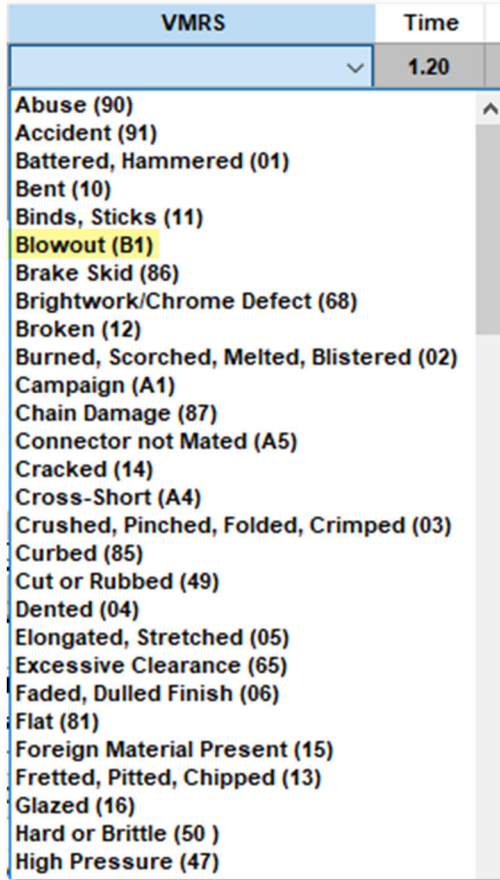 VMRS Time
1.20
Abuse (90)
Accident (91)
Battered, Hammered (01)
Bent (10)
Binds, Sticks (11)
Blowout (B1)
Brake Skid (86)
Brightwork/Chrome Defect (68)
Broken (12)
Burned, Scorched, Melted, Blistered (02)
Campaign (A1)
Chain Damage (87)
Connector not Mated (A5)
Cracked (14)
Cross-Short (A4)
Crushed, Pinched, Folded, Crimped (03)
Curbed (85)
Cut or Rubbed (49)
Dented (04)
Elongated, Stretched (05)
Excessive Clearance (65)
Faded, Dulled Finish (06)
Flat (81)
Foreign Material Present (15)
Fretted, Pitted, Chipped (13)
Glazed (16)
Hard or Brittle (50 )
High Pressure (47)